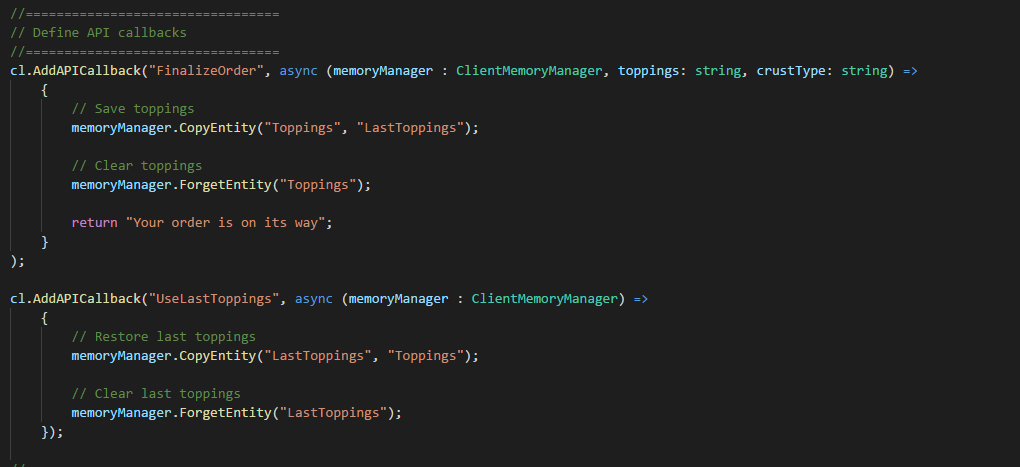 //=================================
// Define API callbacks
//=================================
cl.AddAPICallback("FinalizeOrder", async (memoryManager : ClientMemoryManager, toppings: string, crustType: string) =>
{
// Save toppings
memoryManager.CopyEntity("Toppings", "LastToppings");
// Clear toppings
memoryManager.ForgetEntity("Toppings");
return "Your order is on its way";
}
);
cl.AddAPICallback("UseLastToppings", async (memoryManager : ClientMemoryManager) =>
{
// Restore last toppings
memoryManager.CopyEntity("LastToppings", "Toppings");
// Clear last toppings
memoryManager.ForgetEntity("LastToppings");
});